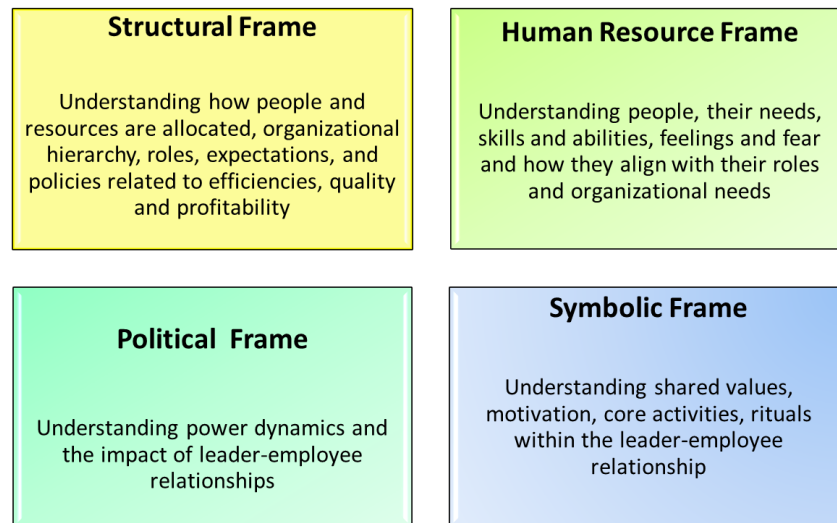 Structural Frame
Understanding how people and
resources are allocated, organizational
hierarchy, roles, expectations, and
policies related to efficiencies, quality
and profitability
Human Resource Frame
Understanding people, their needs,
skills and abilities, feelings and fear
and how they align with their roles
and organizational needs
Political Frame
Understanding power dynamics and
the impact of leader-employee
relationships
Symbolic Frame
Understanding shared values,
motivation, core activities, rituals
within the leader-employee
relationship